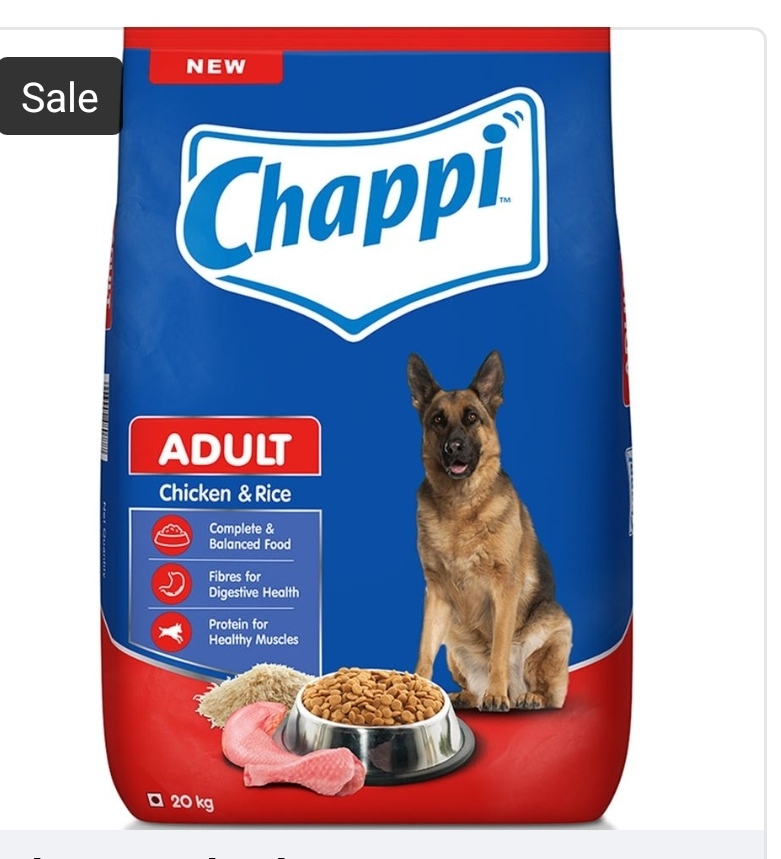 NEW
Sale
Chappi
TM
ADULT
Chicken & Rice
Complete &
Balanced Food
Fibres for
Digestive Health
Protein for
Healthy Muscles
20 kg